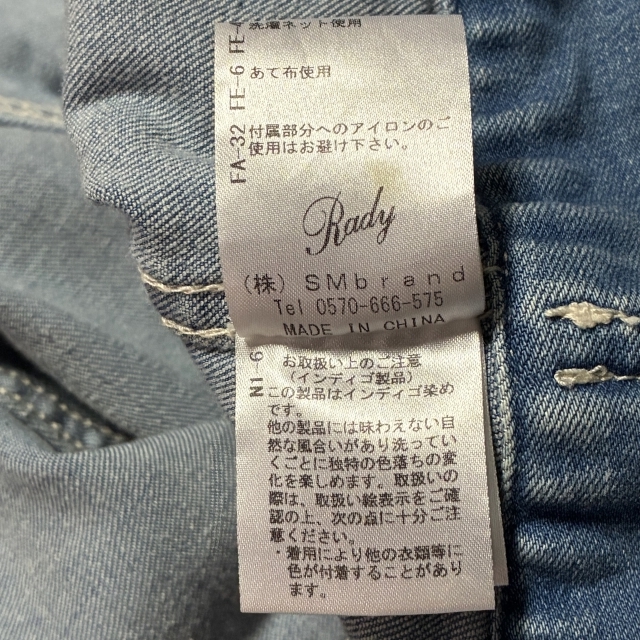 洗濯ネット使用
あて布使用
付属部分へのアイロンのご
使用はお避け下さい。
FA-32 FE-6 FE-
Rady
(株) SMbrand
Tel 0570-666-575
MADE IN CHINA
N1-6
お取扱い上のご注意
(インディゴ製品)
この製品はインディゴ染め
です。
他の製品には味わえない自
然な風合いがあり洗ってい
くごとに独特の色落ちの変
化を楽しめます。取扱いの
際は、取扱い絵表示をご確
認の上、次の点に十分ご注
意ください。
・着用により他の衣類等に
色が付着することがあり
ます。